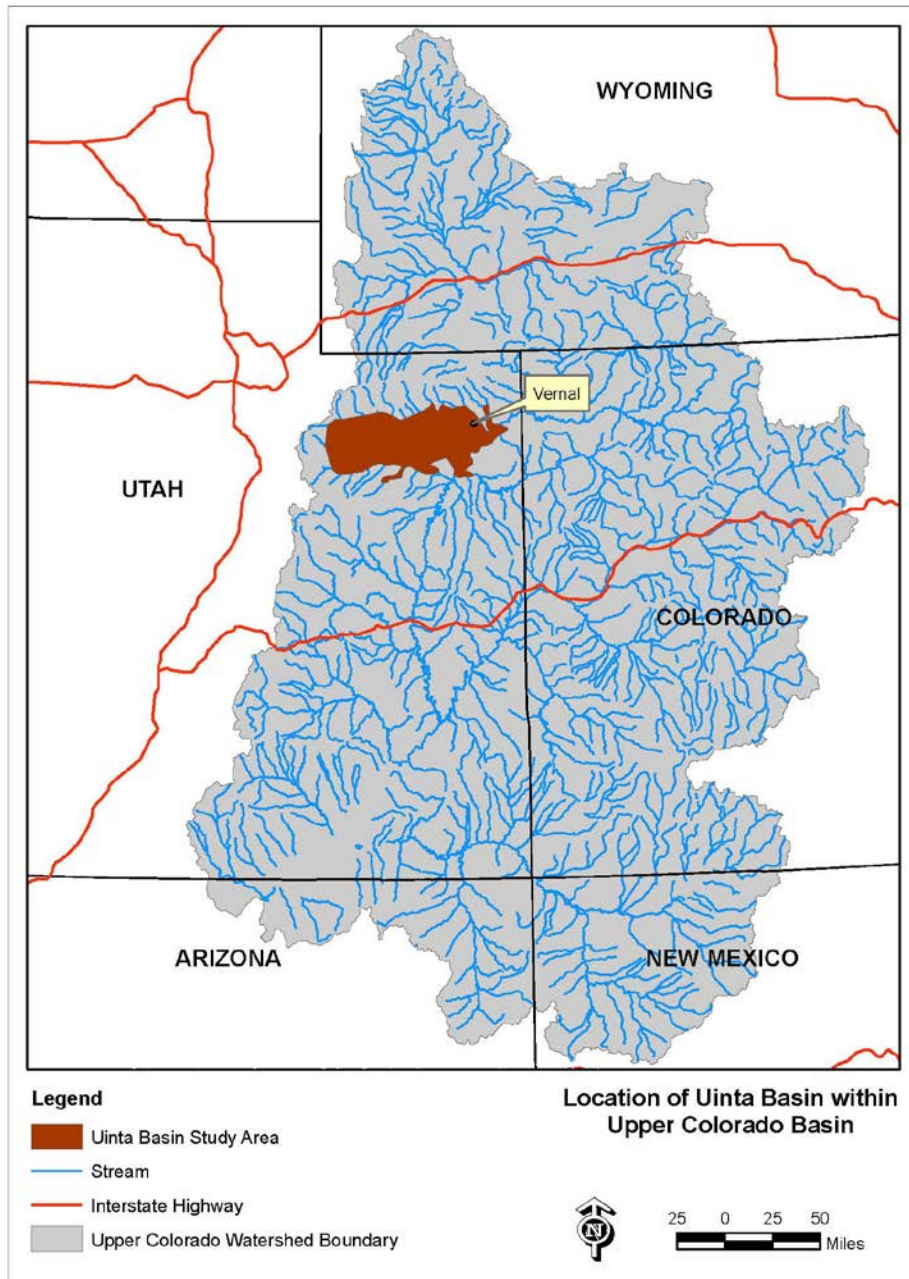 WYOMING
Vernal
UTAH
COLORADO
ARIZONA
NEW MEXICO
Legend
Uinta Basin Study Area
Stream
Interstate Highway
Upper Colorado Watershed Boundary
Location of Uinta Basin within
Upper Colorado Basin
N
25 0 25 50
Miles